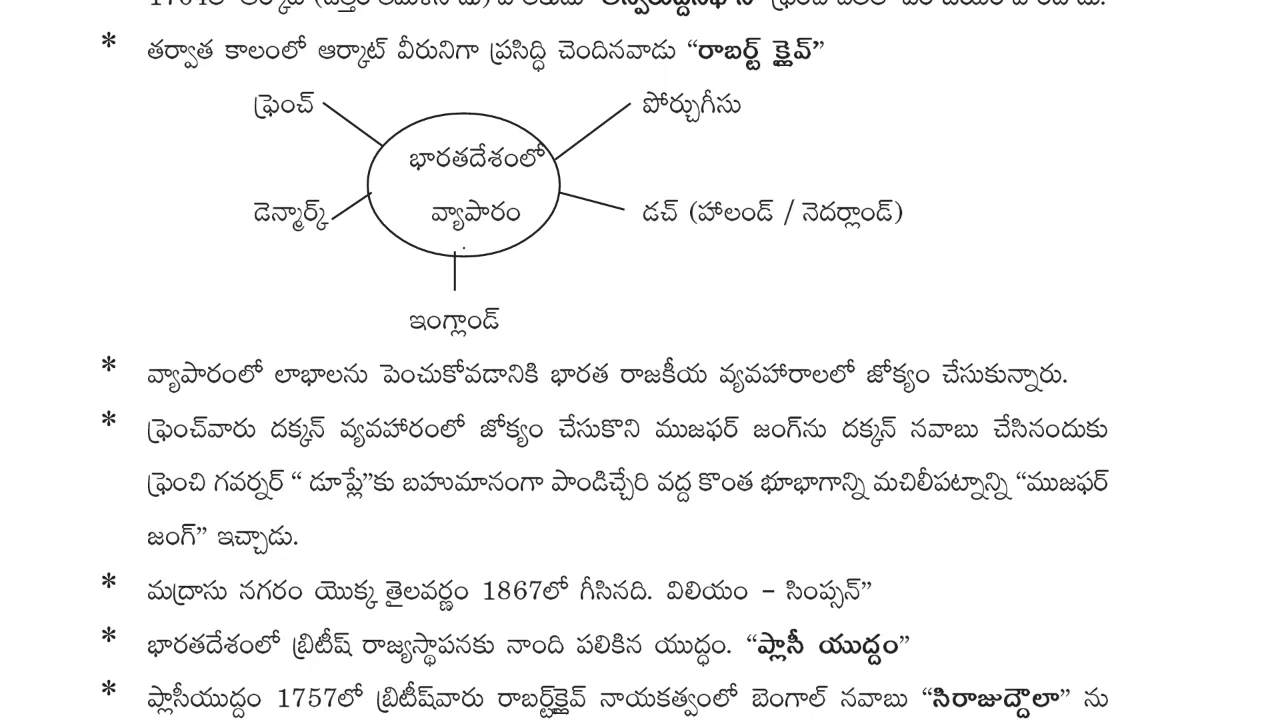 * తర్వాత కాలంలో ఆర్కాట్ వీరునిగా ప్రసిద్ధి చెందినవాడు “రాబర్ట్ క్లైవ్”
ఫ్రెంచ్ పోర్చుగీసు
భారతదేశంలో
డెన్మార్క్ వ్యాపారం డచ్ (హాలండ్ / నెదర్లాండ్)
ఇంగ్లాండ్
* వ్యాపారంలో లాభాలను పెంచుకోవడానికి భారత రాజకీయ వ్యవహారాలలో జోక్యం చేసుకున్నారు.
* ఫ్రెంచ్‌వారు దక్కన్ వ్యవహారంలో జోక్యం చేసుకొని ముజఫర్ జంగ్‌ను దక్కన్ నవాబు చేసినందుకు
ఫ్రెంచి గవర్నర్ “ డూప్లే”కు బహుమానంగా పాండిచ్చేరి వద్ద కొంత భూభాగాన్ని మచిలీపట్నాన్ని “ముజఫర్
జంగ్” ఇచ్చాడు.
* మద్రాసు నగరం యొక్క తైలవర్ణం 1867లో గీసినది. విలియం – సింప్సన్”
* భారతదేశంలో బ్రిటీష్ రాజ్యస్థాపనకు నాంది పలికిన యుద్ధం. “ప్లాసీ యుద్ధం”
* ప్లాసీయుద్ధం 1757లో బ్రిటీష్‌వారు రాబర్ట్‌క్లైవ్ నాయకత్వంలో బెంగాల్ నవాబు “సిరాజుద్దౌలా” ను